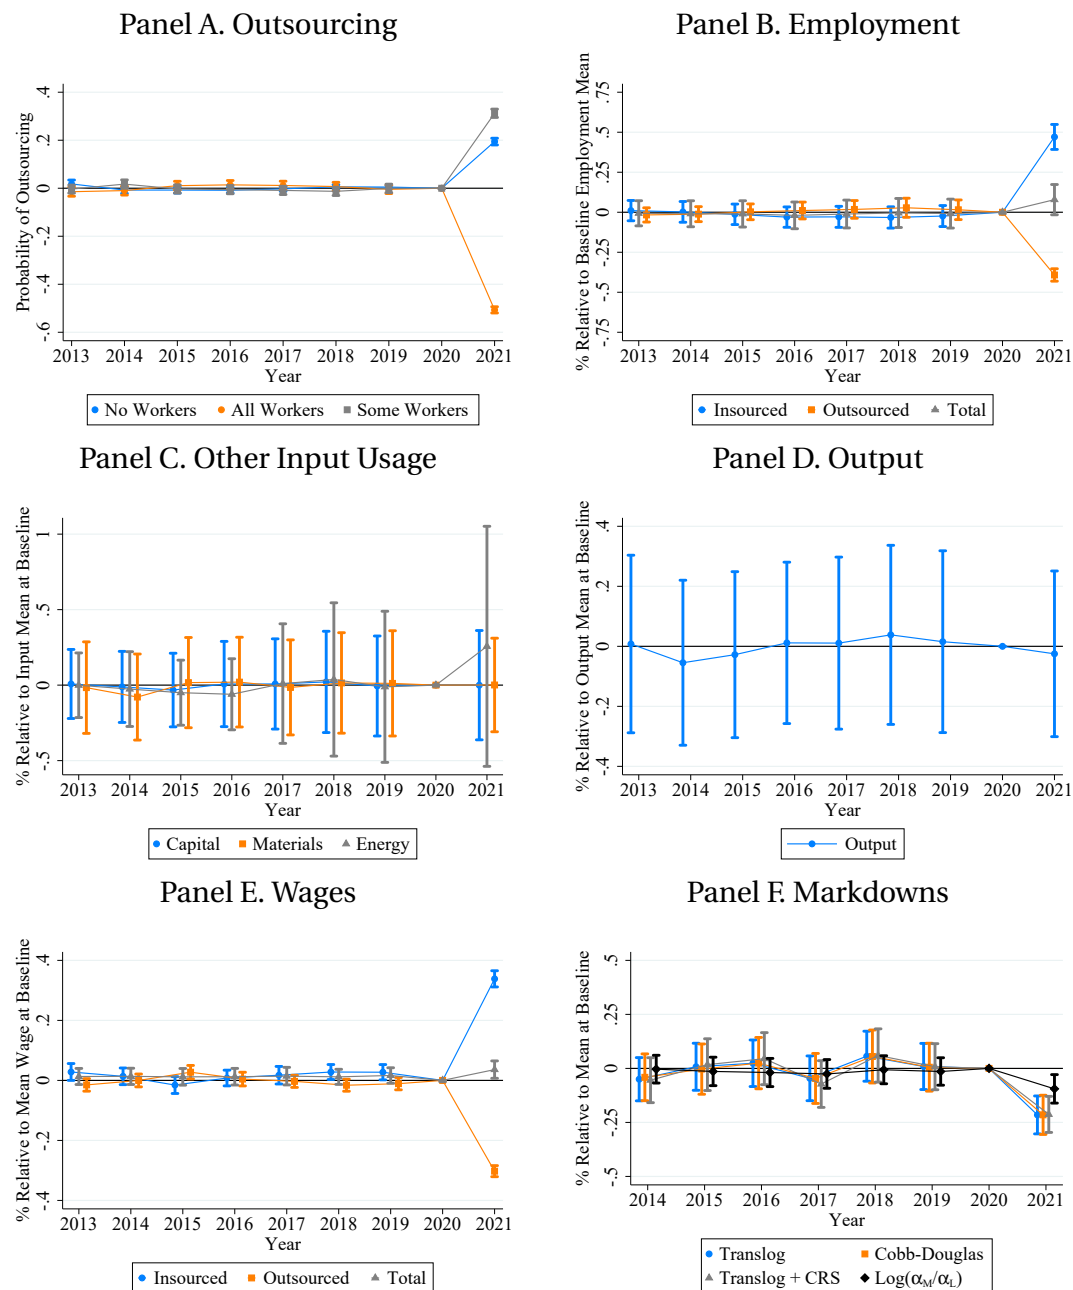 Panel A. Outsourcing
Probability of Outsourcing
.4
.2
0
-.2
-.4
-.6
2013 2014 2015 2016 2017 2018 2019 2020 2021
Year
No Workers All Workers Some Workers
Panel B. Employment
% Relative to Baseline Employment Mean
.75
.5
.25
0
-.25
-.5
-.75
2013 2014 2015 2016 2017 2018 2019 2020 2021
Year
Insourced Outsourced Total
Panel C. Other Input Usage
% Relative to Input Mean at Baseline
1
.5
0
-.5
2013 2014 2015 2016 2017 2018 2019 2020 2021
Year
Capital Materials Energy
Panel D. Output
% Relative to Output Mean at Baseline
.4
.2
0
-.2
-.4
2013 2014 2015 2016 2017 2018 2019 2020 2021
Year
Output
Panel E. Wages
% Relative to Mean Wage at Baseline
.4
.2
0
-.2
-.4
2013 2014 2015 2016 2017 2018 2019 2020 2021
Year
Insourced Outsourced Total
Panel F. Markdowns
% Relative to Mean at Baseline
.5
.25
0
-.25
-.5
2014 2015 2016 2017 2018 2019 2020 2021
Year
Translog Cobb-Douglas
Translog + CRS Log(α_M/α_L)